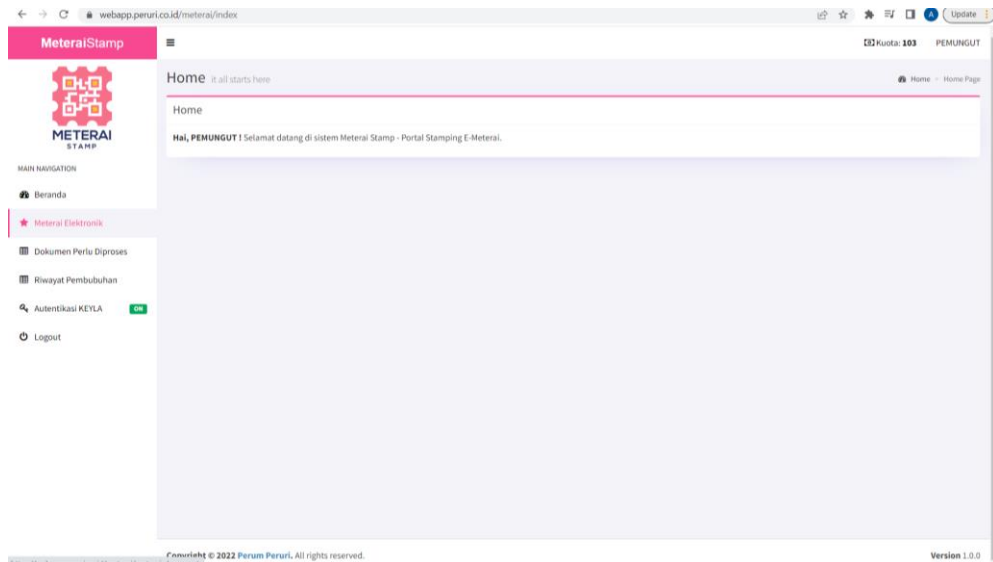 webapp.peruri.co.id/meterai/index
A
Update
MeteraiStamp
Kuota: 103
PEMUNGUT
METERAI
STAMP
Home it all starts here
Home - Home Page
Home
Hai, PEMUNGUT ! Selamat datang di sistem Meterai Stamp - Portal Stamping E-Meterai.
MAIN NAVIGATION
Beranda
Meterai Elektronik
Dokumen Perlu Diproses
Riwayat Pembubuhan
Autentikasi KEYLA
ON
Logout
Copyright © 2022 Perum Peruri. All rights reserved.
Version 1.0.0